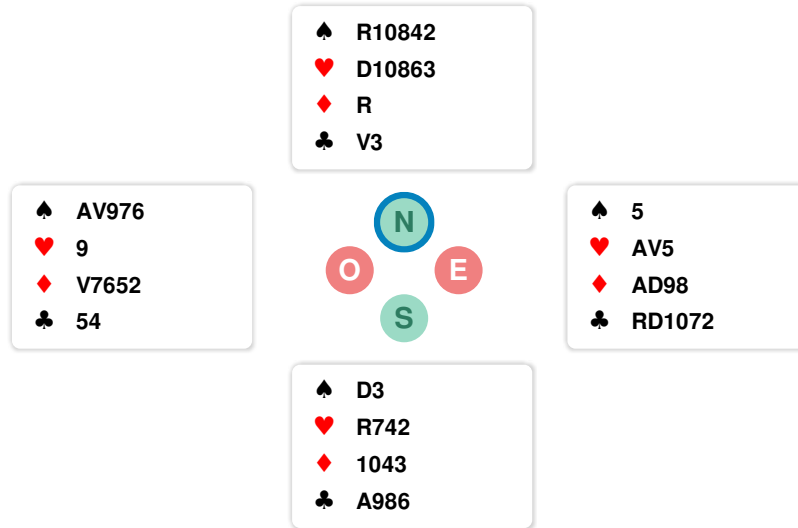 ♠ R10842
♥ D10863
♦ R
♣ V3
♠ AV976
♥ 9
♦ V7652
♣ 54
N
O E
S
♠ 5
♥ AV5
♦ AD98
♣ RD1072
♠ D3
♥ R742
♦ 1043
♣ A986